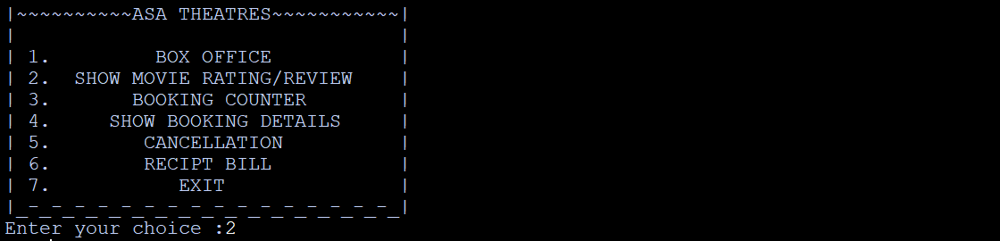 |~~~~~~~~~~ASA THEATRES~~~~~~~~~~~|
| |
| 1. BOX OFFICE |
| 2. SHOW MOVIE RATING/REVIEW |
| 3. BOOKING COUNTER |
| 4. SHOW BOOKING DETAILS |
| 5. CANCELLATION |
| 6. RECIPT BILL |
| 7. EXIT |
|_-_-_-_-_-_-_-_-_-_-_-_-_-_-_-_-_|
Enter your choice :2